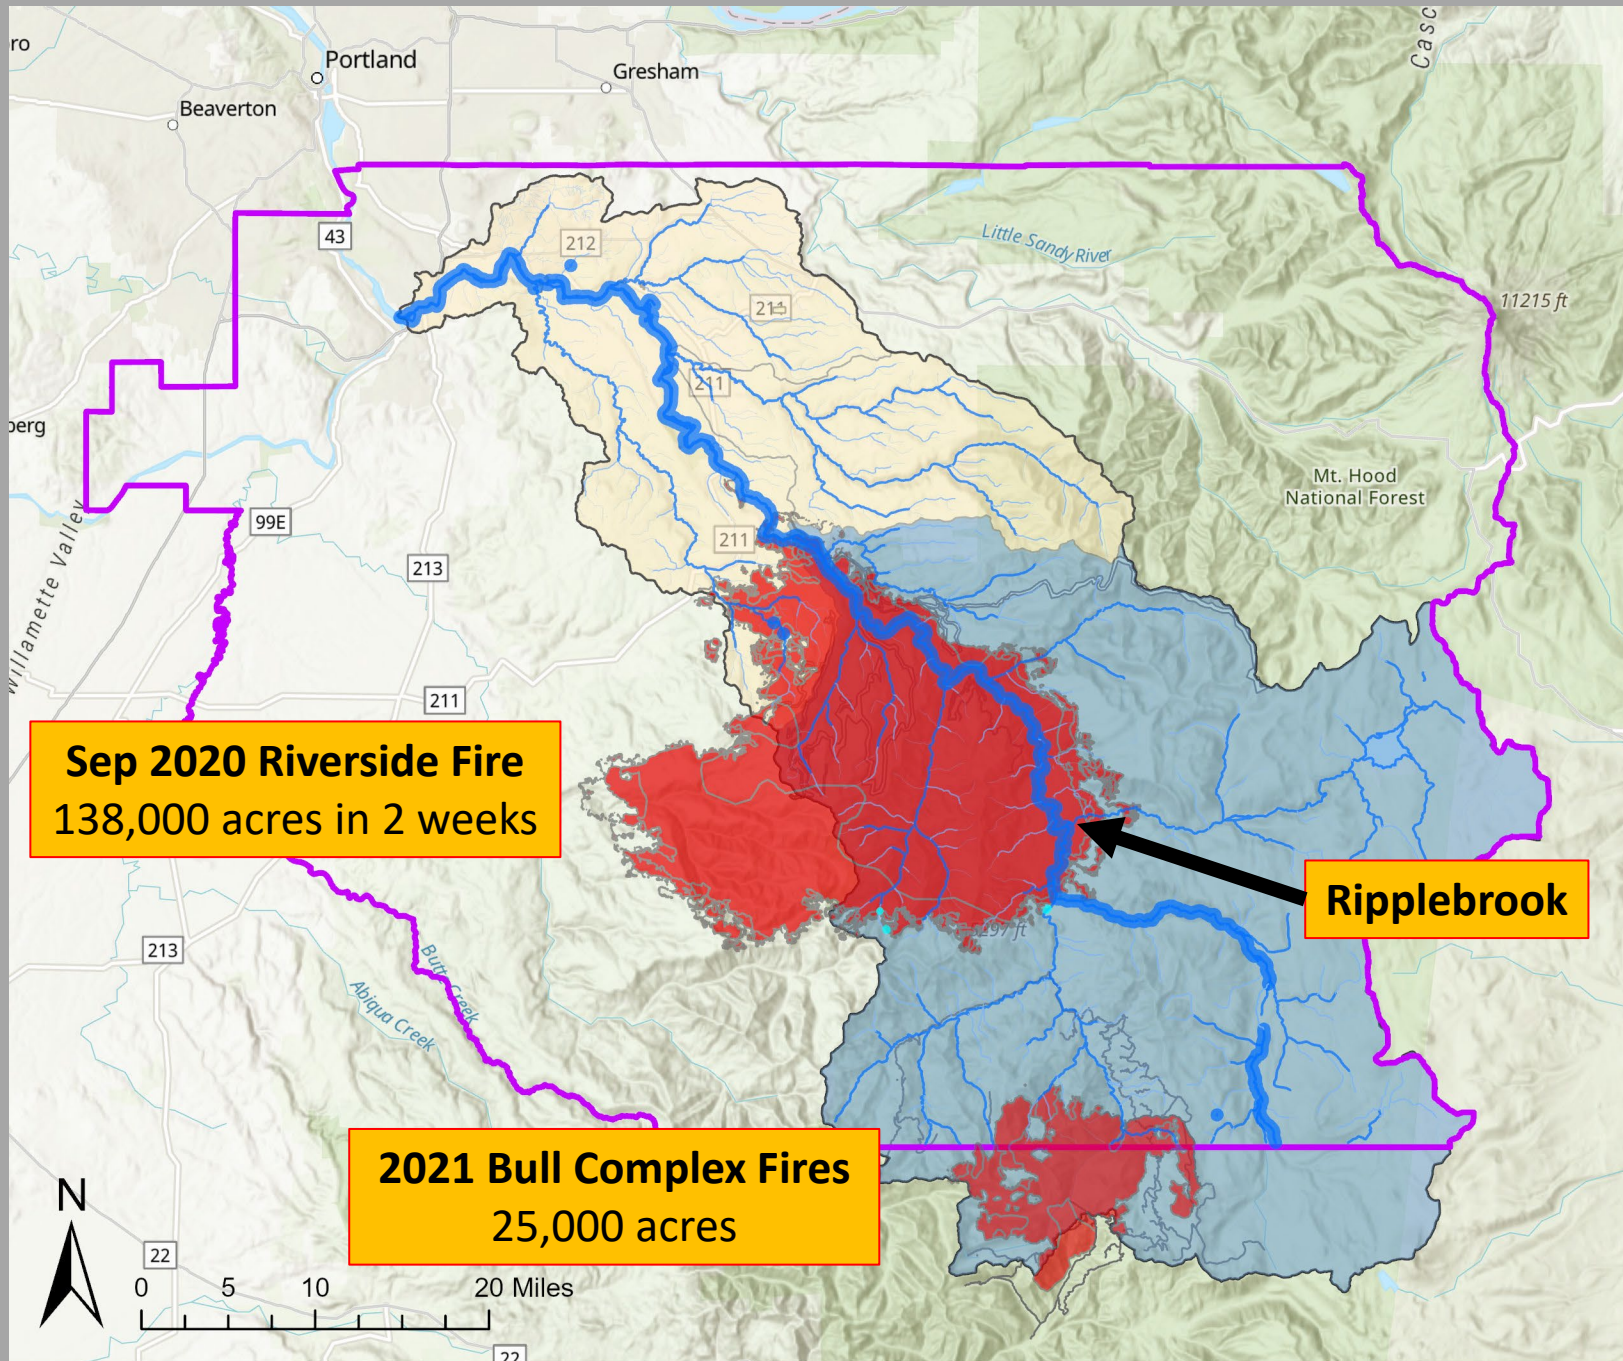 ro
Portland
Gresham
Beaverton
Casc
43
212
Little Sandy River
11215 ft
211
211
berg
Mt. Hood
National Forest
99E
211
213
Willamette Valley
211
Sep 2020 Riverside Fire
138,000 acres in 2 weeks
Ripplebrook
213
Butte Creek
Abiqua Creek
2021 Bull Complex Fires
25,000 acres
N
22
0
5
10
20 Miles
22